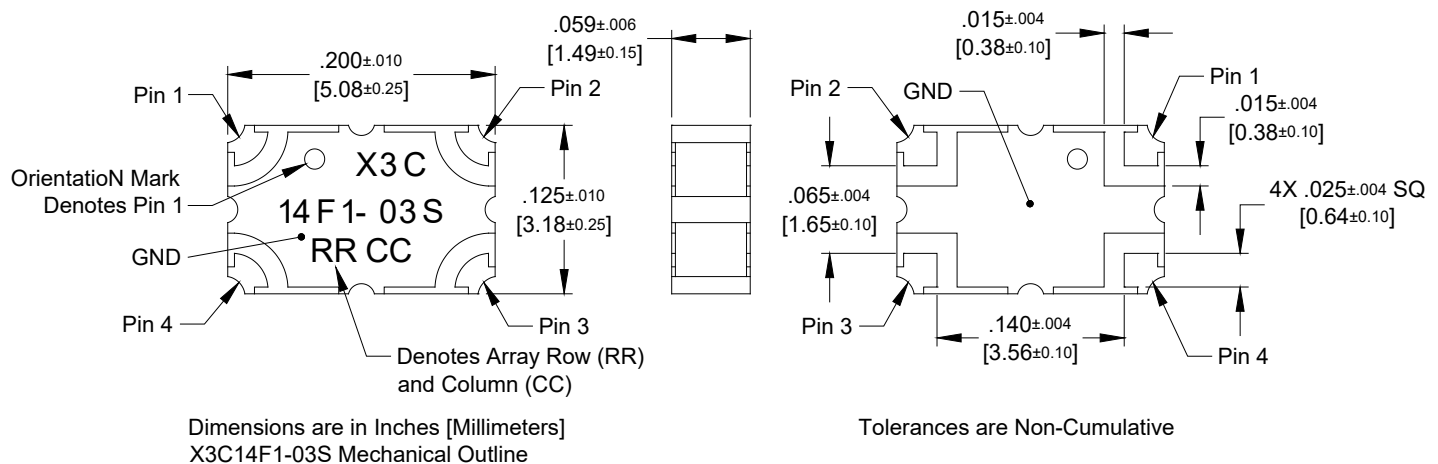 .200±.010
[5.08±0.25]
Pin 1
Pin 2
OrientatioN Mark
Denotes Pin 1
X3C
14F1-03S
RR CC
GND
.125±.010
[3.18±0.25]
Pin 4
Pin 3
Denotes Array Row (RR)
and Column (CC)
.059±.006
[1.49±0.15]
.015±.004
[0.38±0.10]
Pin 2
GND
Pin 1
.015±.004
[0.38±0.10]
.065±.004
[1.65±0.10]
4X .025±.004 SQ
[0.64±0.10]
Pin 3
.140±.004
[3.56±0.10]
Pin 4
Dimensions are in Inches [Millimeters]
X3C14F1-03S Mechanical Outline
Tolerances are Non-Cumulative